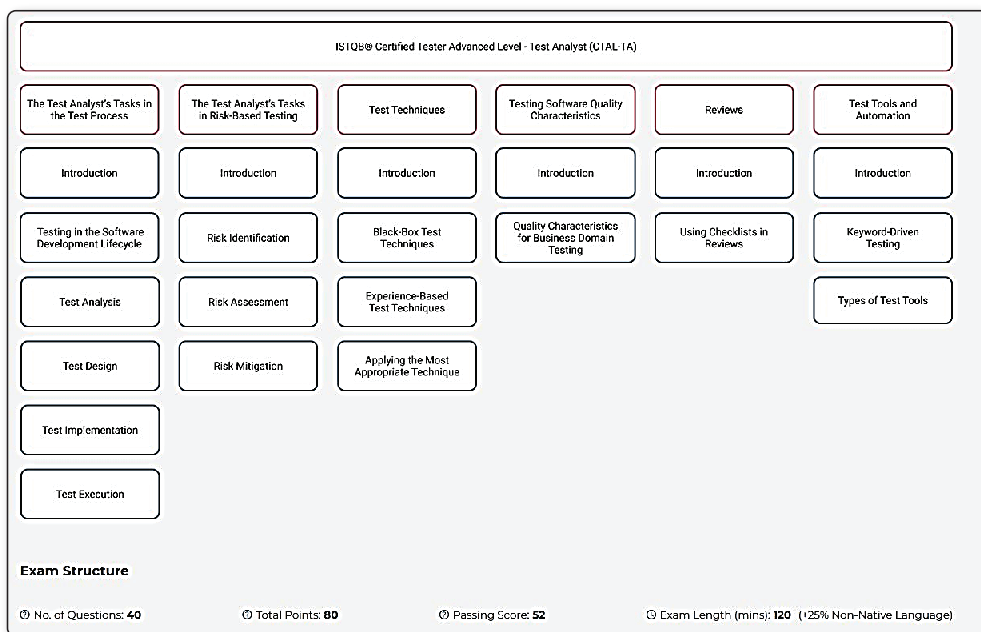 ISTQB® Certified Tester Advanced Level - Test Analyst (CTAL-TA)
The Test Analyst's Tasks in
the Test Process
The Test Analyst's Tasks
in Risk-Based Testing
Test Techniques
Testing Software Quality
Characteristics
Reviews
Test Tools and
Automation
Introduction
Introduction
Introduction
Introduction
Introduction
Introduction
Testing in the Software
Development Lifecycle
Risk Identification
Black-Box Test
Techniques
Quality Characteristics
for Business Domain
Testing
Using Checklists in
Reviews
Keyword-Driven
Testing
Test Analysis
Risk Assessment
Experience-Based
Test Techniques
Types of Test Tools
Test Design
Risk Mitigation
Applying the Most
Appropriate Technique
Test Implementation
Test Execution
Exam Structure
No. of Questions: 40
Total Points: 80
Passing Score: 52
Exam Length (mins): 120 (+25% Non-Native Language)